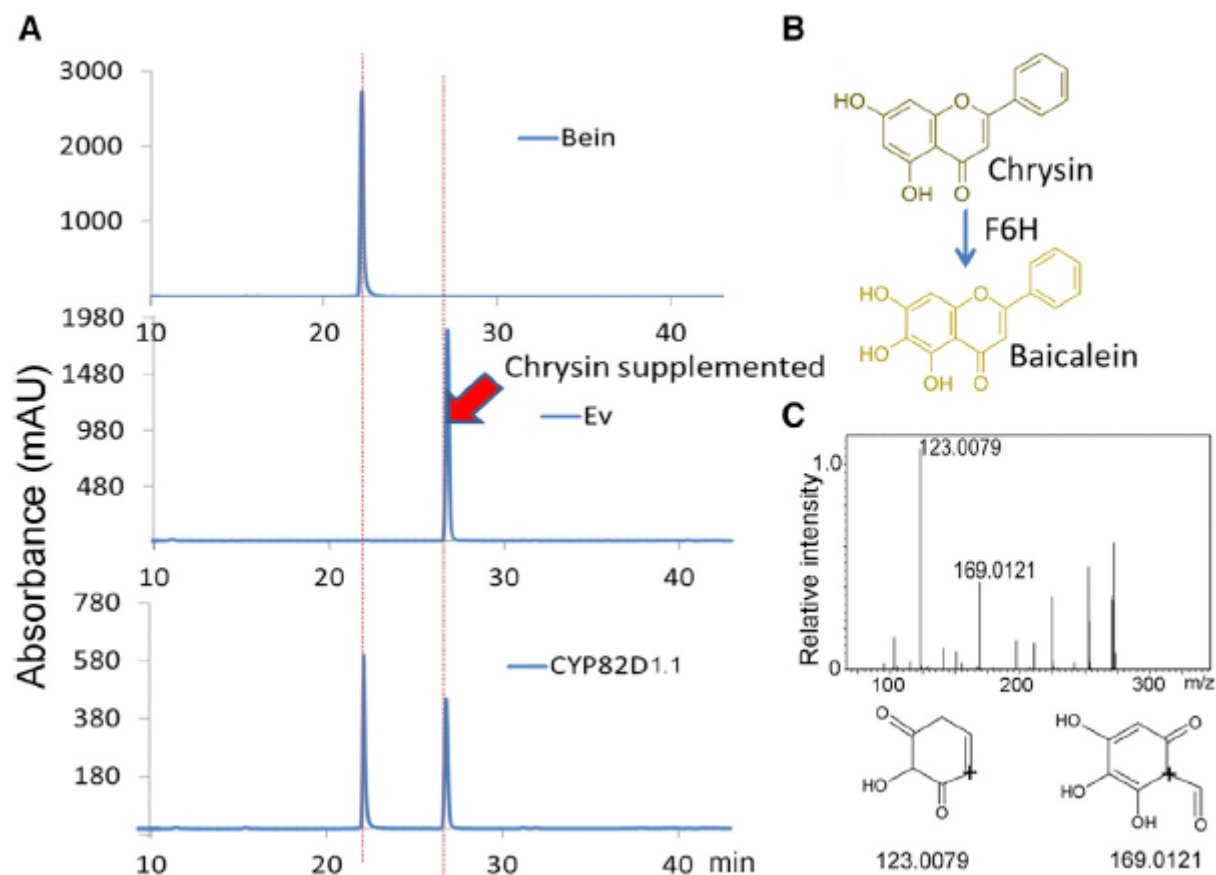 A
Absorbance (mAU)
3000
2000
1000
Bein
10 20 30 40
1980
1480
980
480
Chrysin supplemented
Ev
10 20 30 40
780
580
380
180
CYP82D1.1
10 20 30 40 min
B
HO
O
OH O
Chrysin
F6H
HO
O
HO
OH O
Baicalein
C
Relative intensity
1.0
0
123.0079
169.0121
100 200 300 m/z
O
HO
O
+
123.0079
HO
O
HO
+
OH
O
169.0121